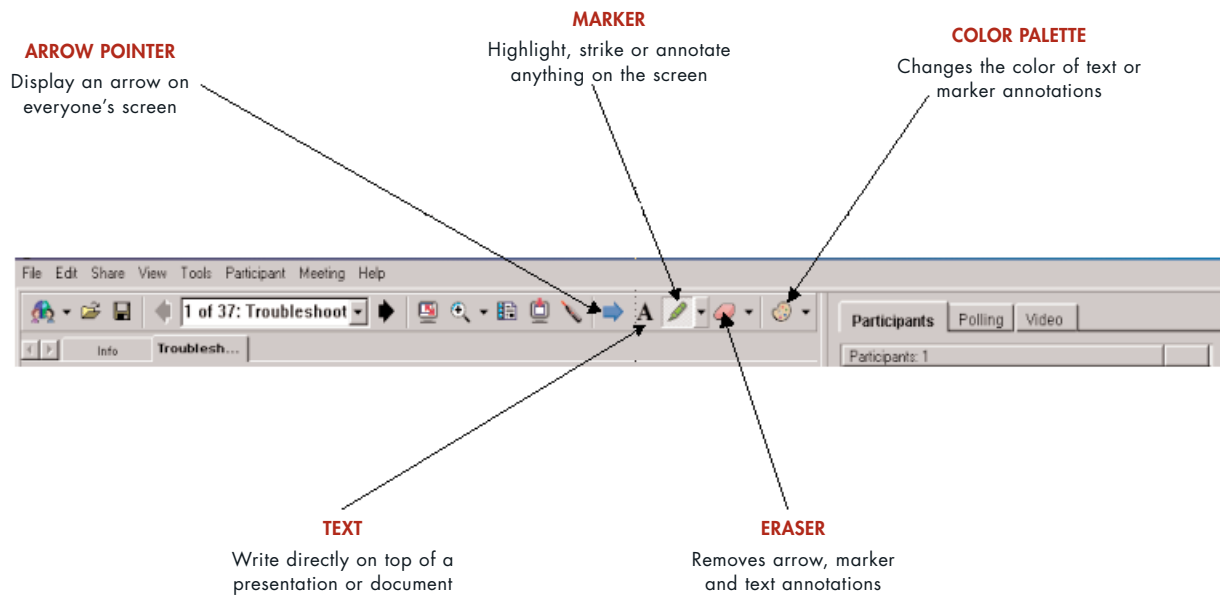 MARKER
Highlight, strike or annotate
anything on the screen
ARROW POINTER
Display an arrow on
everyone's screen
COLOR PALETTE
Changes the color of text or
marker annotations
File Edit Share View Tools Participant Meeting Help
1 of 37: Troubleshoot
A
Participants Polling Video
Info Troublesh...
Participants: 1
TEXT
Write directly on top of a
presentation or document
ERASER
Removes arrow, marker
and text annotations